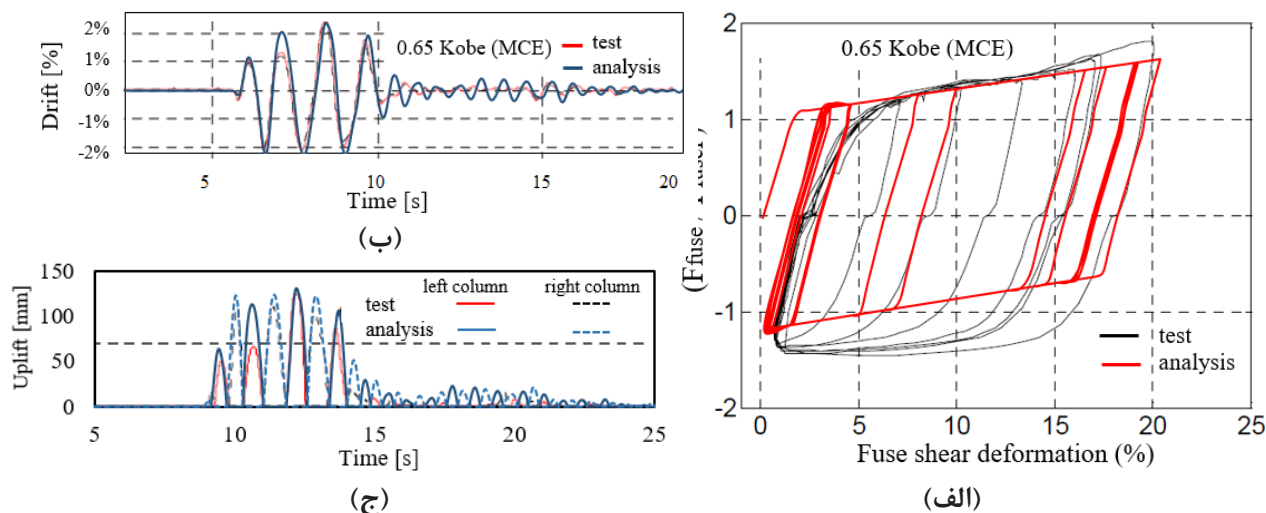 2%
1%
0%
-1%
-2%
Drift [%]
0.65 Kobe (MCE)
test
analysis
5 10 15 20
Time [s]
(ب)
150
100
50
0
Uplift [mm]
left column right column
test
analysis
5 10 15 20 25
Time [s]
(ج)
2
1
0
-1
-2
0.65 Kobe (MCE)
test
analysis
0 5 10 15 20 25
Fuse shear deformation (%)
(الف)